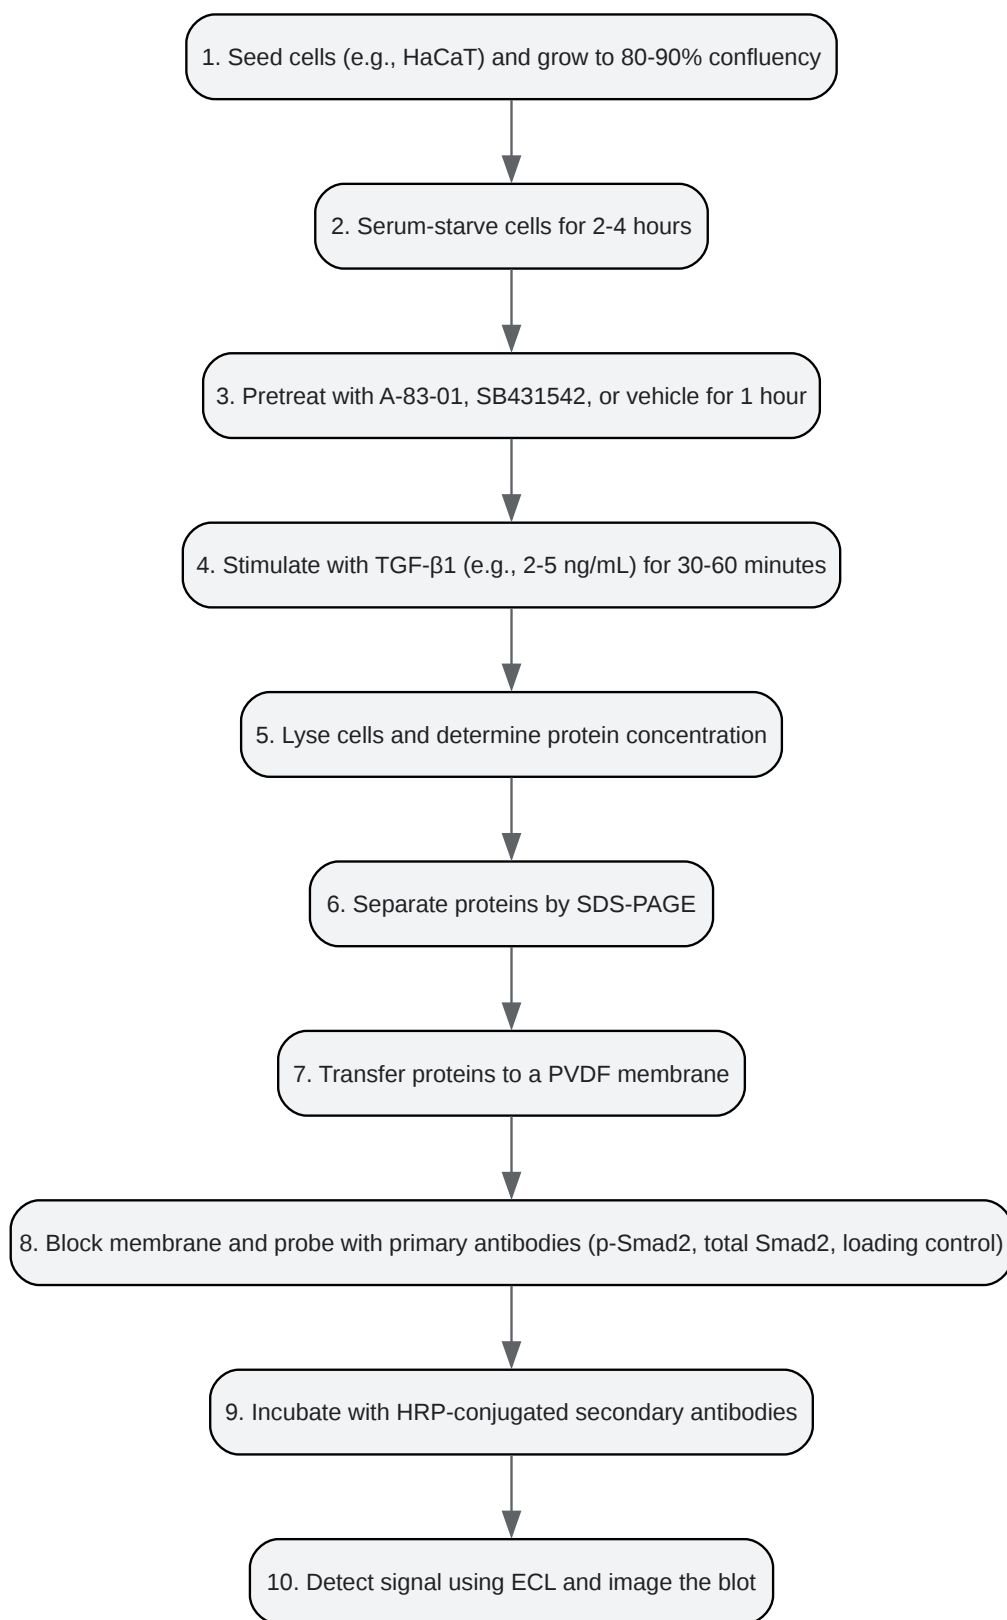 1. Seed cells (e.g., HaCaT) and grow to 80-90% confluency
2. Serum-starve cells for 2-4 hours
3. Pretreat with A-83-01, SB431542, or vehicle for 1 hour
4. Stimulate with TGF-β1 (e.g., 2-5 ng/mL) for 30-60 minutes
5. Lyse cells and determine protein concentration
6. Separate proteins by SDS-PAGE
7. Transfer proteins to a PVDF membrane
8. Block membrane and probe with primary antibodies (p-Smad2, total Smad2, loading control)
9. Incubate with HRP-conjugated secondary antibodies
10. Detect signal using ECL and image the blot